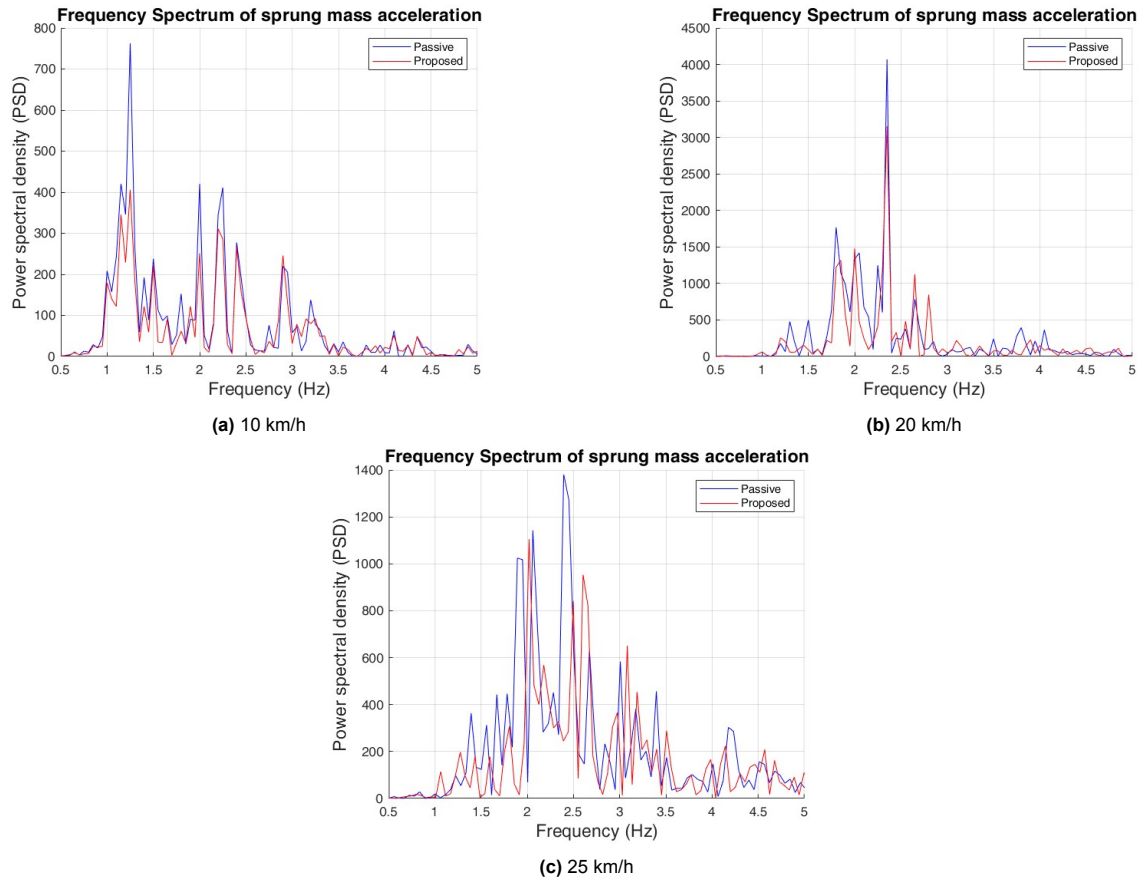 Frequency Spectrum of sprung mass acceleration
Power spectral density (PSD)
800
700
600
500
400
300
200
100
0
0.5 1 1.5 2 2.5 3 3.5 4 4.5 5
Frequency (Hz)
Passive
Proposed
(a) 10 km/h
Frequency Spectrum of sprung mass acceleration
Power spectral density (PSD)
4500
4000
3500
3000
2500
2000
1500
1000
500
0
0.5 1 1.5 2 2.5 3 3.5 4 4.5 5
Frequency (Hz)
Passive
Proposed
(b) 20 km/h
Frequency Spectrum of sprung mass acceleration
Power spectral density (PSD)
1400
1200
1000
800
600
400
200
0
0.5 1 1.5 2 2.5 3 3.5 4 4.5 5
Frequency (Hz)
Passive
Proposed
(c) 25 km/h